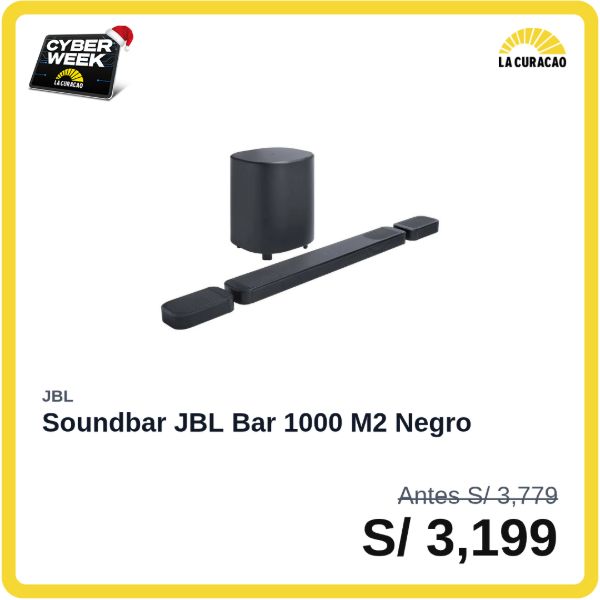 CYBER
WEEK
LA CURACAO
LA CURACAO
JBL
Soundbar JBL Bar 1000 M2 Negro
Antes S/ 3,779
S/ 3,199